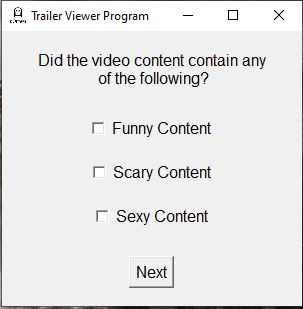 Trailer Viewer Program
Did the video content contain any
of the following?
Funny Content
Scary Content
Sexy Content
Next